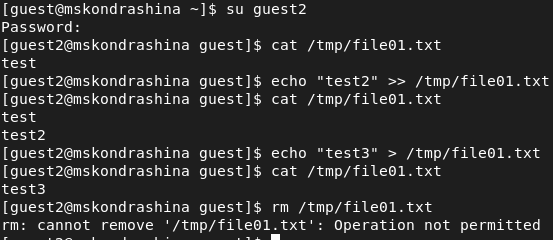 [guest@mskondrashina ~]$ su guest2
Password:
[guest2@mskondrashina guest]$ cat /tmp/file01.txt
test
[guest2@mskondrashina guest]$ echo "test2" >> /tmp/file01.txt
[guest2@mskondrashina guest]$ cat /tmp/file01.txt
test
test2
[guest2@mskondrashina guest]$ echo "test3" > /tmp/file01.txt
[guest2@mskondrashina guest]$ cat /tmp/file01.txt
test3
[guest2@mskondrashina guest]$ rm /tmp/file01.txt
rm: cannot remove '/tmp/file01.txt': Operation not permitted
[guest2@mskondrashina guest]$